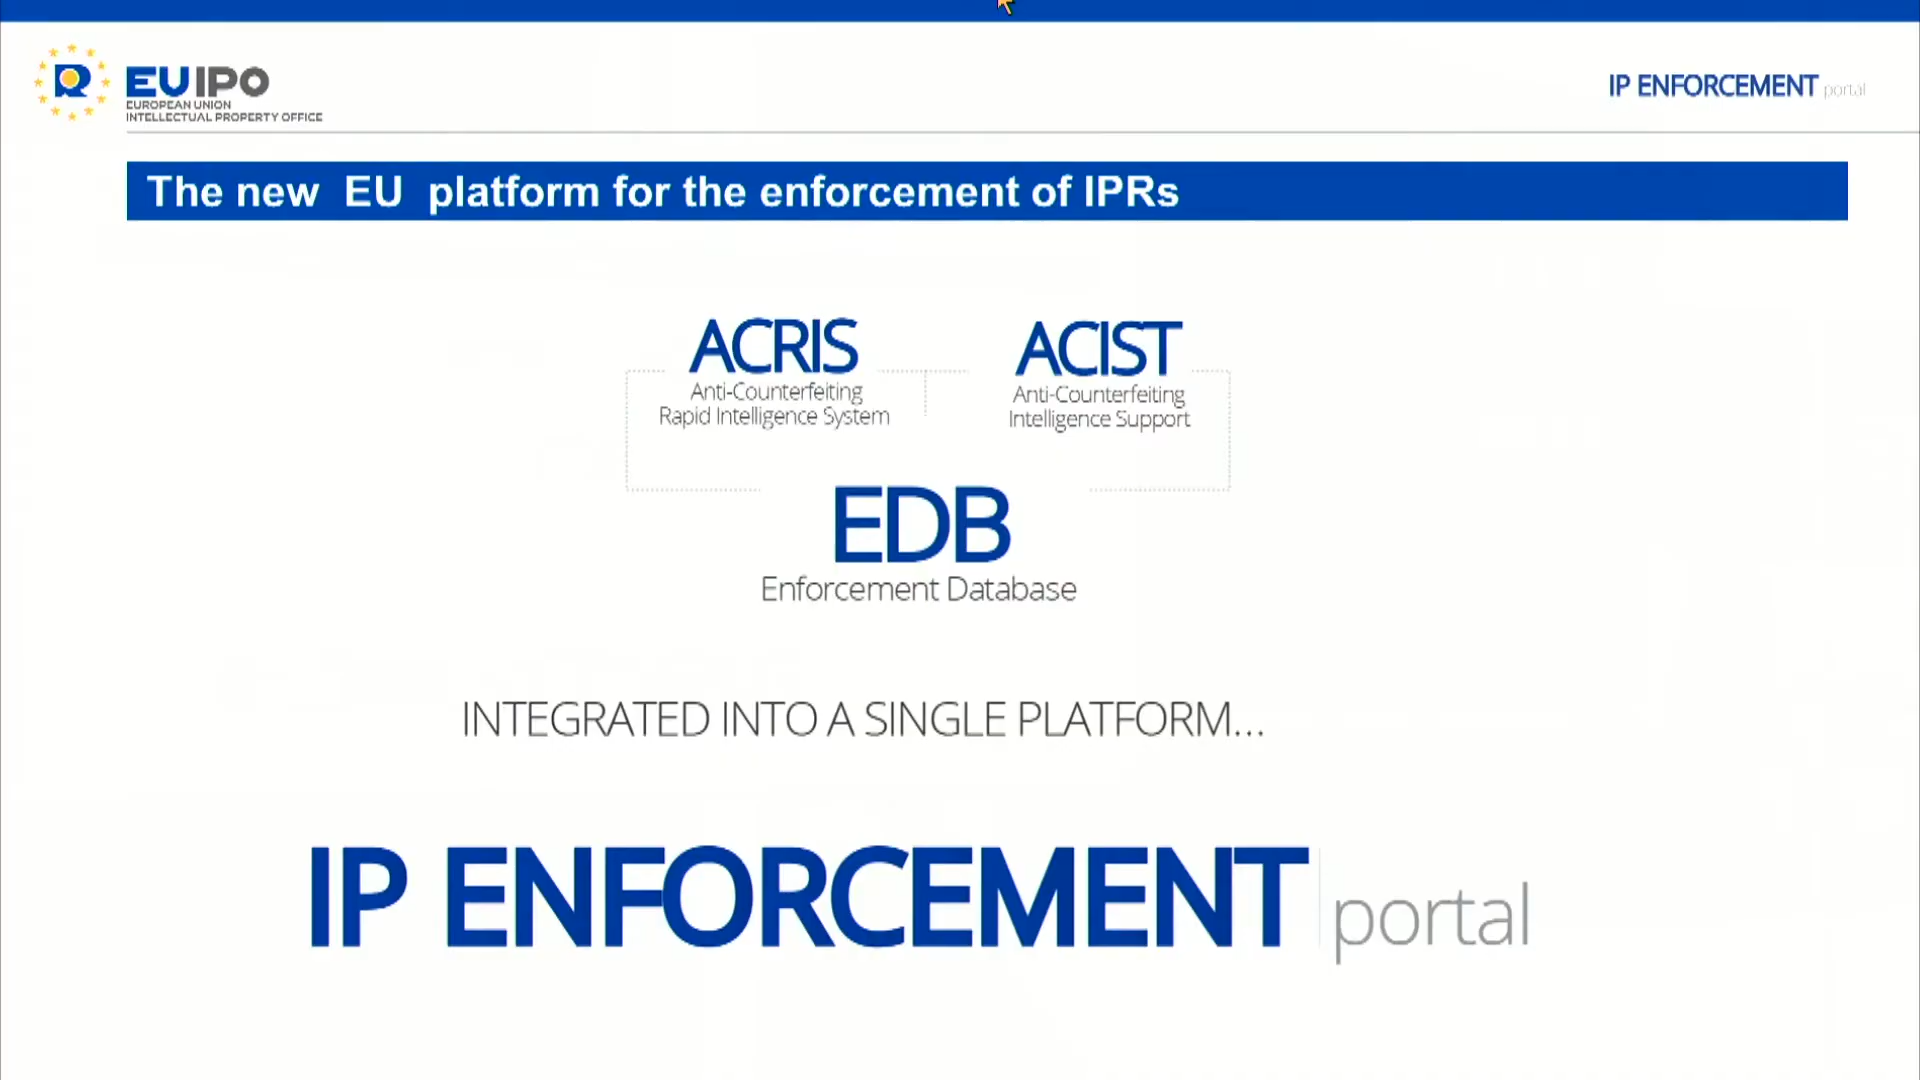 EUIPO
EUROPEAN UNION
INTELLECTUAL PROPERTY OFFICE
IP ENFORCEMENT portal
The new EU platform for the enforcement of IPRs
ACRIS
Anti-Counterfeiting
Rapid Intelligence System
ACIST
Anti-Counterfeiting
Intelligence Support
EDB
Enforcement Database
INTEGRATED INTO A SINGLE PLATFORM...
IP ENFORCEMENT portal